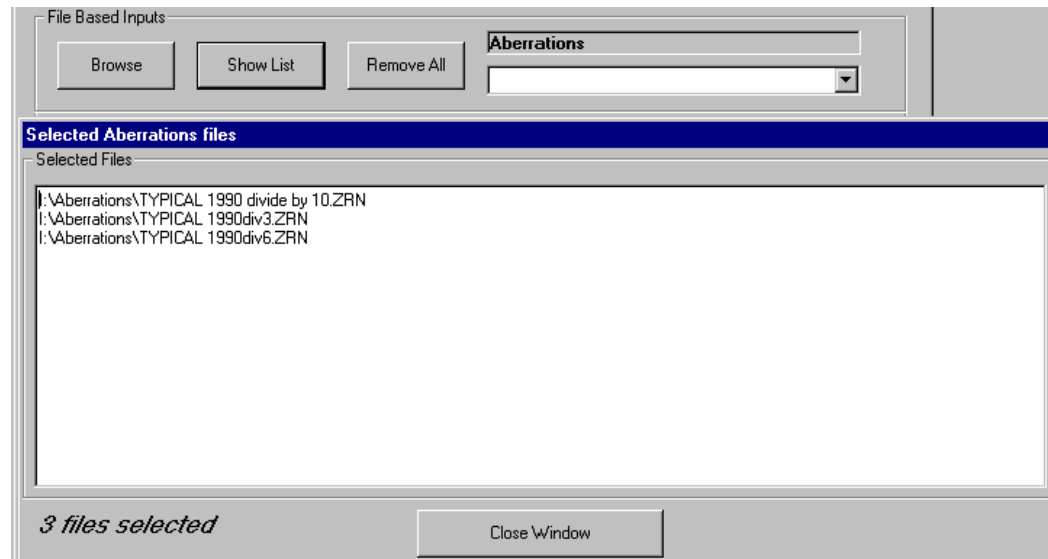 File Based Inputs
Browse
Show List
Remove All
Aberrations
Selected Aberrations files
Selected Files
I:\Aberrations\TYPICAL 1990 divide by 10.ZRN
I:\Aberrations\TYPICAL 1990div3.ZRN
I:\Aberrations\TYPICAL 1990div6.ZRN
3 files selected
Close Window